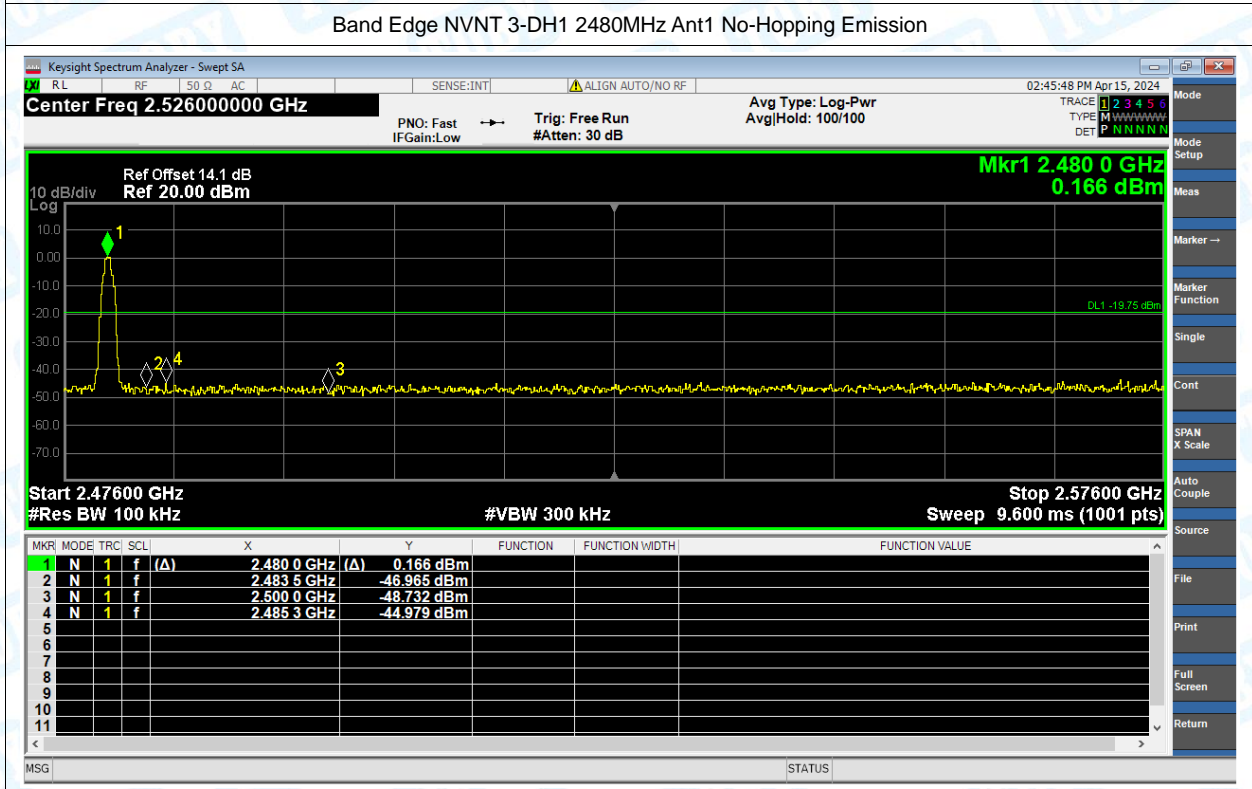 Band Edge NVNT 3-DH1 2480MHz Ant1 No-Hopping Emission
Keysight Spectrum Analyzer - Swept SA
LXI RL RF 50 Ω AC SENSE:INT ALIGN AUTO/NO RF 02:45:48 PM Apr 15, 2024
Center Freq 2.526000000 GHz
PNO: Fast
IFGain:Low
Trig: Free Run
#Atten: 30 dB
Avg Type: Log-Pwr
Avg|Hold: 100/100
TRACE 1 2 3 4 5 6
TYPE M WWWWW
DET P N N N N N
Ref Offset 14.1 dB
10 dB/div Ref 20.00 dBm
Log
Mkr1 2.480 0 GHz
0.166 dBm
10.0
0.00
-10.0
-20.0
-30.0
-40.0
-50.0
-60.0
-70.0
1
2
4
3
DL1 -19.75 dBm
Start 2.47600 GHz Stop 2.57600 GHz
#Res BW 100 kHz #VBW 300 kHz Sweep 9.600 ms (1001 pts)
MKR MODE TRC SCL X Y FUNCTION FUNCTION WIDTH FUNCTION VALUE
1 N 1 f (Δ) 2.480 0 GHz (Δ) 0.166 dBm
2 N 1 f 2.483 5 GHz -46.965 dBm
3 N 1 f 2.500 0 GHz -48.732 dBm
4 N 1 f 2.485 3 GHz -44.979 dBm
5
6
7
8
9
10
11
MSG STATUS
Mode
Mode
Setup
Meas
Marker →
Marker
Function
Single
Cont
SPAN
X Scale
Auto
Couple
Source
File
Print
Full
Screen
Return